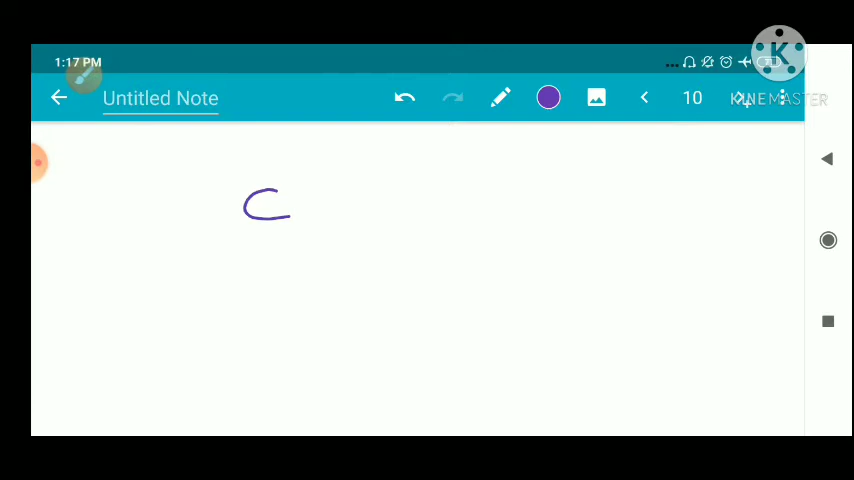 1:17 PM
Untitled Note
10
K
KINEMASTER
C